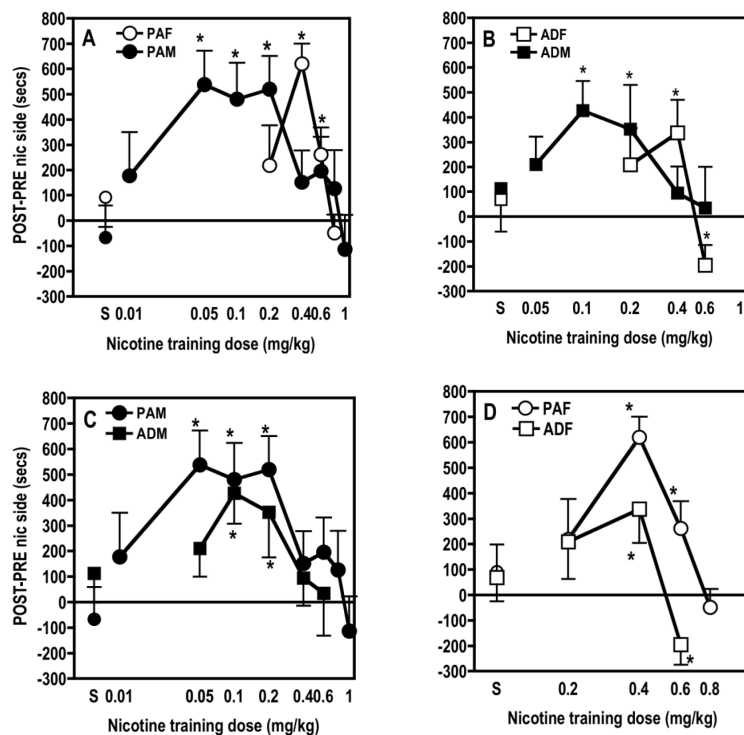 A
PAF
PAM
POST-PRE nic side (secs)
800
700
600
500
400
300
200
100
0
-100
-200
-300
* * * * *
S 0.01 0.05 0.1 0.2 0.40.6 1
Nicotine training dose (mg/kg)
B
ADF
ADM
800
700
600
500
400
300
200
100
0
-100
-200
-300
* * * *
S 0.05 0.1 0.2 0.4 0.6 1
Nicotine training dose (mg/kg)
C
PAM
ADM
POST-PRE nic side (secs)
800
700
600
500
400
300
200
100
0
-100
-200
-300
* * *
* *
S 0.01 0.05 0.1 0.2 0.40.6 1
Nicotine training dose (mg/kg)
D
PAF
ADF
800
700
600
500
400
300
200
100
0
-100
-200
-300
* *
* *
S 0.2 0.4 0.6 0.8
Nicotine training dose (mg/kg)